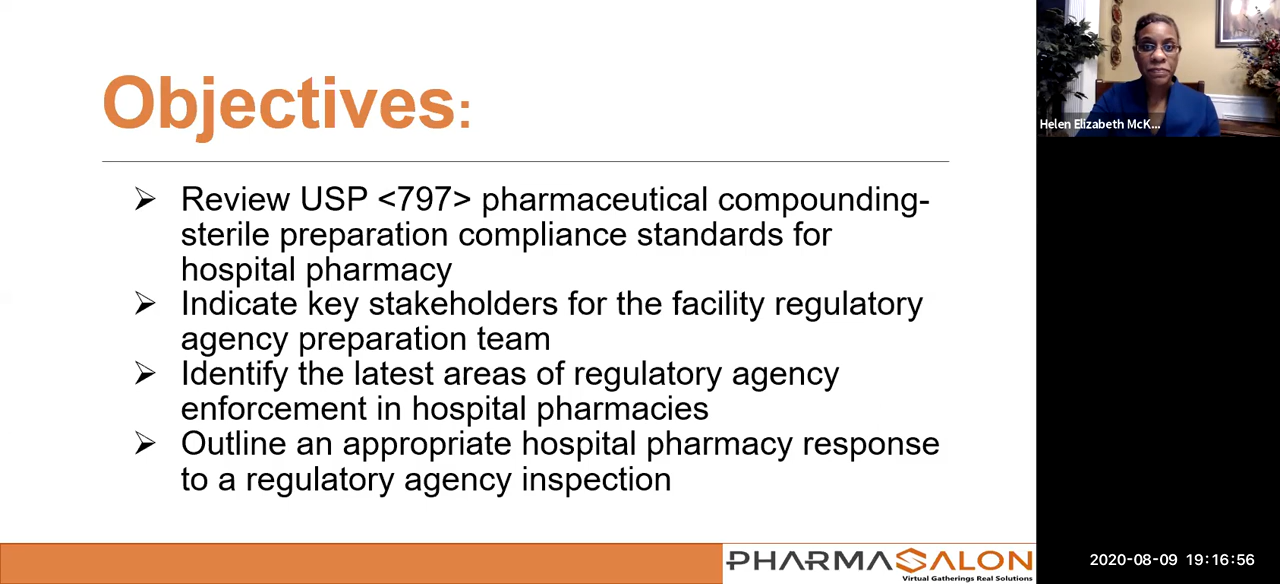 Objectives:
Review USP <797> pharmaceutical compounding-
sterile preparation compliance standards for
hospital pharmacy
Indicate key stakeholders for the facility regulatory
agency preparation team
Identify the latest areas of regulatory agency
enforcement in hospital pharmacies
Outline an appropriate hospital pharmacy response
to a regulatory agency inspection
Helen Elizabeth McK...
PHARMASALON
Virtual Gatherings Real Solutions
2020-08-09 19:16:56